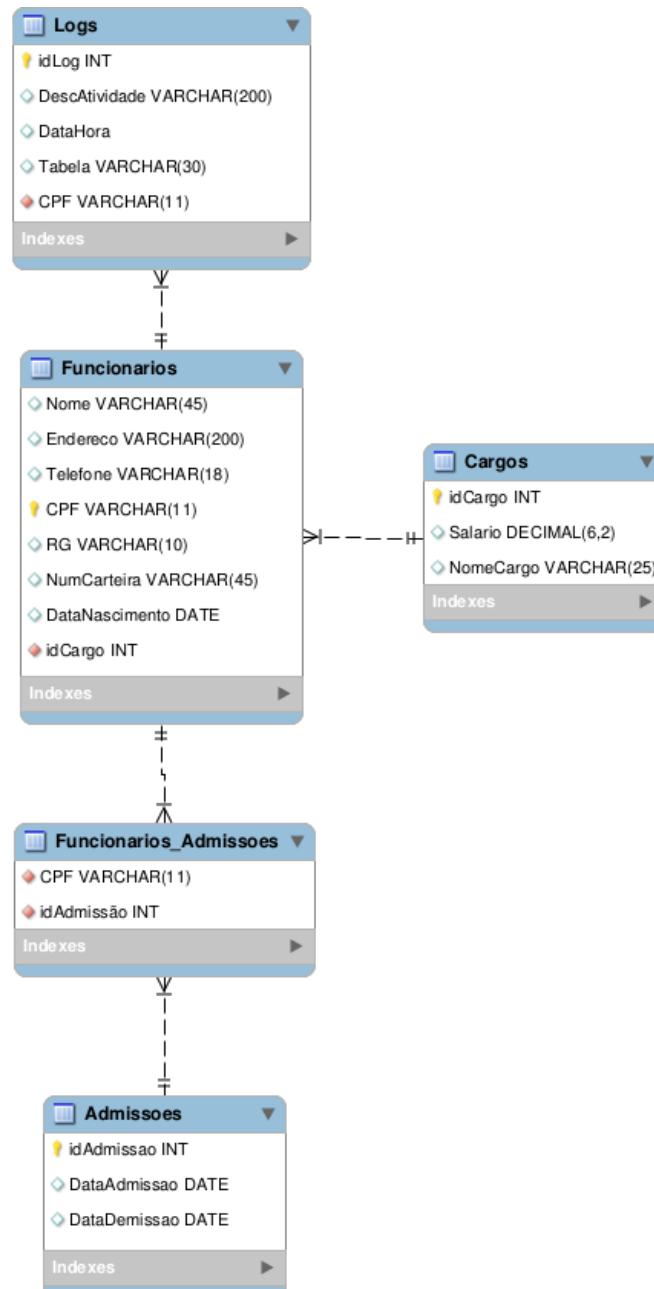 Logs
idLog INT
DescAtividade VARCHAR(200)
DataHora
Tabela VARCHAR(30)
CPF VARCHAR(11)
Indexes
Funcionarios
Nome VARCHAR(45)
Endereco VARCHAR(200)
Telefone VARCHAR(18)
CPF VARCHAR(11)
RG VARCHAR(10)
NumCarteira VARCHAR(45)
DataNascimento DATE
idCargo INT
Indexes
Cargos
idCargo INT
Salario DECIMAL(6,2)
NomeCargo VARCHAR(25)
Indexes
Funcionarios_Admissoes
CPF VARCHAR(11)
idAdmissão INT
Indexes
Admissoes
idAdmissao INT
DataAdmissao DATE
DataDemissao DATE
Indexes